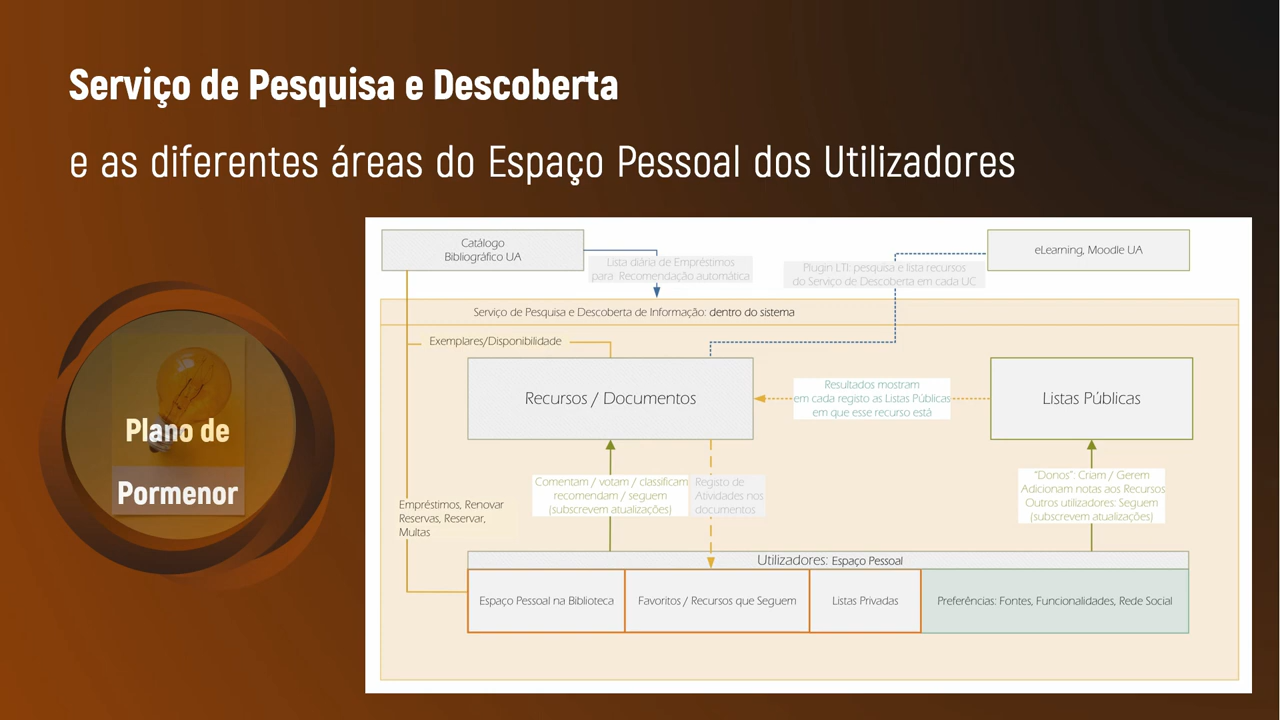 Serviço de Pesquisa e Descoberta
e as diferentes áreas do Espaço Pessoal dos Utilizadores
Plano de
Pormenor
Catálogo
Bibliográfico UA
Lista diária de Empréstimos
para Recomendação automática
Plugin LTI: pesquisa e lista recursos
do Serviço de Descoberta em cada UC
eLearning, Moodle UA
Serviço de Pesquisa e Descoberta de Informação: dentro do sistema
Exemplares/Disponibilidade
Recursos / Documentos
Resultados mostram
em cada registo as Listas Públicas
em que esse recurso está
Listas Públicas
Comentam / votam / classificam
recomendam / seguem
(subscrevem atualizações)
Registo de
Atividades nos
documentos
"Donos": Criam / Gerem
Adicionam notas aos Recursos
Outros utilizadores: Seguem
(subscrevem atualizações)
Empréstimos, Renovar
Reservas, Reservar,
Multas
Utilizadores: Espaço Pessoal
Espaço Pessoal na Biblioteca
Favoritos / Recursos que Seguem
Listas Privadas
Preferências: Fontes, Funcionalidades, Rede Social